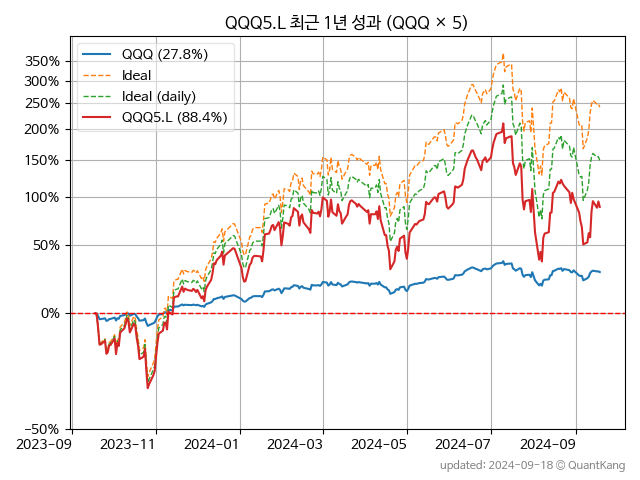 QQQ5.L 최근 1년 성과 (QQQ × 5)
QQQ (27.8%)
Ideal
Ideal (daily)
QQQ5.L (88.4%)
350%
300%
250%
200%
150%
100%
50%
0%
−50%
2023-09
2023-11
2024-01
2024-03
2024-05
2024-07
2024-09
updated: 2024-09-18 © QuantKang